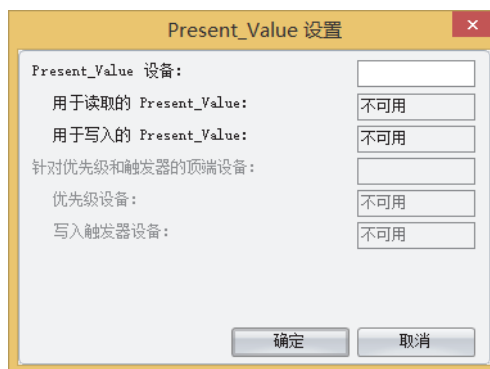 Present_Value 设置
Present_Value 设备:
用于读取的 Present_Value:
不可用
用于写入的 Present_Value:
不可用
针对优先级和触发器的顶端设备:
优先级设备:
不可用
写入触发器设备:
不可用
确定
取消